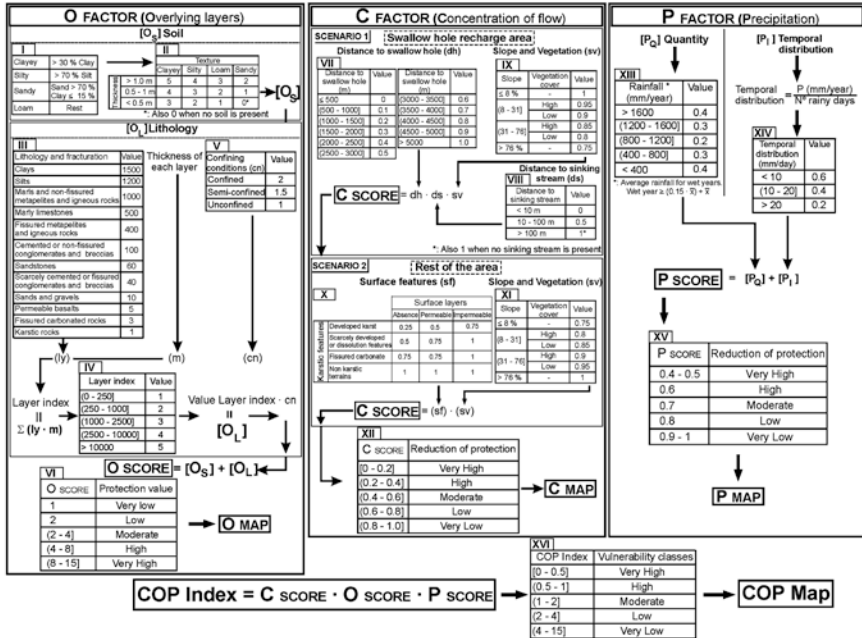 O FACTOR (Overlying layers)
[Os] Soil
I
Clayey > 30 % Clay
Silty > 70 % Silt
Sandy Sand > 70 % Clay ≤ 15 %
Loam Rest
II
Texture
Clayey Silty Loam Sandy
Thickness
> 1.0 m 5 4 3 2
0.5 - 1 m 4 3 2 1
< 0.5 m 3 2 1 0*
*: Also 0 when no soil is present
[Os]
[OL] Lithology
III
Lithology and fracturation Value
Clays 1500
Silts 1200
Marls and non-fissured metapelites and igneous rocks 1000
Marly limestones 500
Fissured metapelites and igneous rocks 400
Cemented or non-fissured conglomerates and breccias 100
Sandstones 60
Scarcely cemented or fissured conglomerates and breccias 40
Sands and gravels 10
Permeable basalts 5
Fissured carbonated rocks 3
Karstic rocks 1
Thickness of each layer
V
Confining conditions (cn) Value
Confined 2
Semi-confined 1.5
Unconfined 1
(ly) (m) (cn)
Layer index
II
Σ (ly · m)
IV
Layer index Value
(0 - 250] 1
(250 - 1000] 2
(1000 - 2500] 3
(2500 - 10000] 4
> 10000 5
Value Layer index · cn
II
[OL]
O SCORE = [Os] + [OL]
VI
O SCORE Protection value
1 Very low
2 Low
(2 - 4] Moderate
(4 - 8] High
(8 - 15] Very High
O MAP
C FACTOR (Concentration of flow)
SCENARIO 1 Swallow hole recharge area
Distance to swallow hole (dh)
VII
Distance to swallow hole (m) Value Distance to swallow hole (m) Value
≤ 500 0 (3000 - 3500] 0.6
(500 - 1000] 0.1 (3500 - 4000] 0.7
(1000 - 1500] 0.2 (4000 - 4500] 0.8
(1500 - 2000] 0.3 (4500 - 5000] 0.9
(2000 - 2500] 0.4 > 5000 1.0
(2500 - 3000] 0.5
Slope and Vegetation (sv)
IX
Slope Vegetation cover Value
≤ 8 % - 1
(8 - 31] High 0.95
Low 0.9
(31 - 76] High 0.85
Low 0.8
> 76 % - 0.75
C SCORE = dh · ds · sv
Distance to sinking stream (ds)
VIII
Distance to sinking stream Value
< 10 m 0
10 - 100 m 0.5
> 100 m 1*
*: Also 1 when no sinking stream is present
SCENARIO 2 Rest of the area
Surface features (sf)
X
Surface layers
Absence Permeable Impermeable
Karstic features
Developed karst 0.25 0.5 0.75
Scarcely developed or dissolution features 0.5 0.75 1
Fissured carbonate 0.75 0.75 1
Non karstic terrains 1 1 1
Slope and Vegetation (sv)
XI
Slope Vegetation cover Value
≤ 8 % - 0.75
(8 - 31] High 0.8
Low 0.85
(31 - 76] High 0.9
Low 0.95
> 76 % - 1
C SCORE = (sf) · (sv)
XII
C SCORE Reduction of protection
[0 - 0.2] Very High
(0.2 - 0.4] High
(0.4 - 0.6] Moderate
(0.6 - 0.8] Low
(0.8 - 1.0] Very Low
C MAP
P FACTOR (Precipitation)
[PQ] Quantity
XIII
Rainfall * (mm/year) Value
> 1600 0.4
(1200 - 1600] 0.3
(800 - 1200] 0.2
(400 - 800] 0.3
< 400 0.4
*: Average rainfall for wet years.
Wet year ≥ (0.15 · x̄) + x̄
[PI] Temporal distribution
Temporal distribution = P (mm/year) / Nº rainy days
XIV
Temporal distribution (mm/day) Value
< 10 0.6
(10 - 20] 0.4
> 20 0.2
P SCORE = [PQ] + [PI]
XV
P SCORE Reduction of protection
0.4 - 0.5 Very High
0.6 High
0.7 Moderate
0.8 Low
0.9 - 1 Very Low
P MAP
COP Index = C SCORE · O SCORE · P SCORE
XVI
COP Index Vulnerability classes
[0 - 0.5] Very High
(0.5 - 1] High
(1 - 2] Moderate
(2 - 4] Low
(4 - 15] Very Low
COP Map